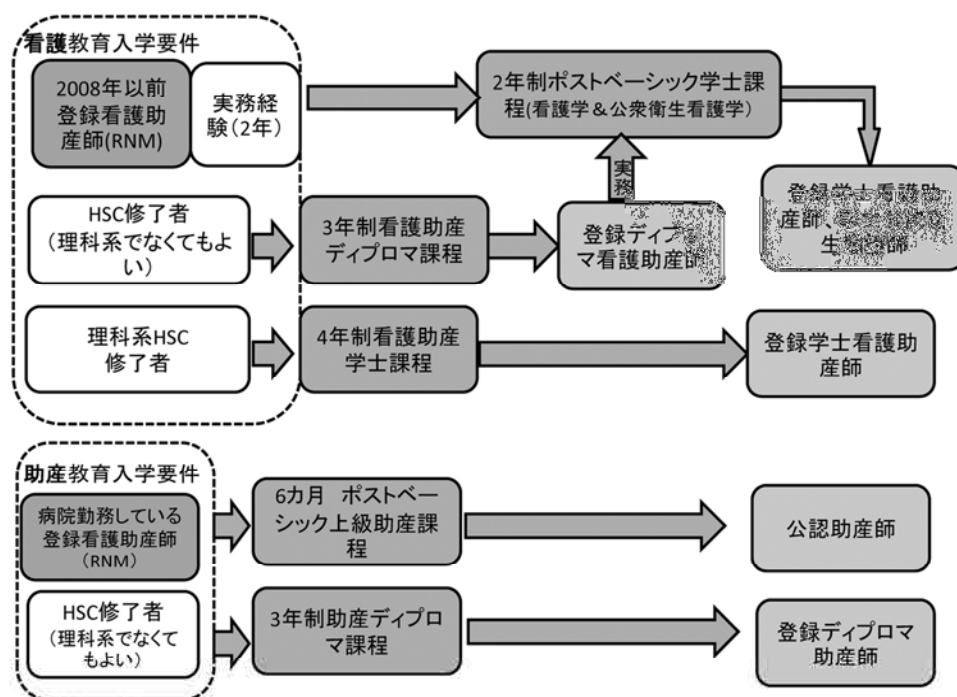 看護教育入学要件
2008年以前
登録看護助
産師(RNM)
実務経
験(2年)
2年制ポストベーシック学士課
程(看護学＆公衆衛生看護学)
実務
HSC修了者
(理科系でなくてもよ
い)
3年制看護助産
ディプロマ課程
登録ディプ
マ看護助産師
登録学士看護助
産師、
生
師
理科系HSC
修了者
4年制看護助産
学士課程
登録学士看護助
産師
助産教育入学要件
病院勤務している
登録看護助産師
(RNM)
6カ月 ポストベー
シック上級助産課
程
公認助産師
HSC修了者
(理科系でなくて
もよい)
3年制助産ディプロ
マ課程
登録ディプロマ
助産師